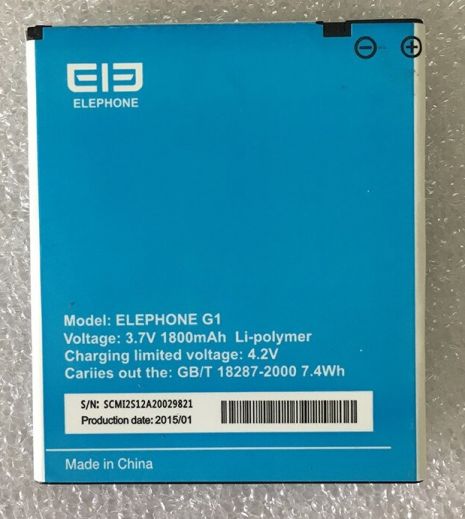 ELEPHONE
Model: ELEPHONE G1
Voltage: 3.7V 1800mAh Li-polymer
Charging limited voltage: 4.2V
Cariies out the: GB/T 18287-2000 7.4Wh
S/N: SCMI2S12A20029821
Production date: 2015/01
Made in China